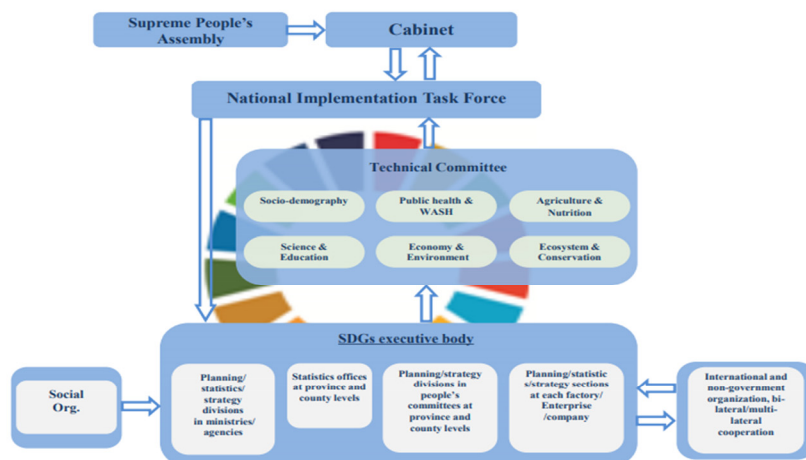 Supreme People's
Assembly
Cabinet
National Implementation Task Force
Technical Committee
Socio-demography
Public health &
WASH
Agriculture &
Nutrition
Science &
Education
Economy &
Environment
Ecosystem &
Conservation
SDGs executive body
Social
Org.
Planning/
statistics/
strategy
divisions
in ministries/
agencies
Statistics offices
at province and
county levels
Planning/strategy
divisions in
people's
committees at
province and
county levels
Planning/statistic
s/strategy sections
at each factory/
Enterprise
/company
International and
non-government
organization, bi-
lateral/multi-
lateral
cooperation